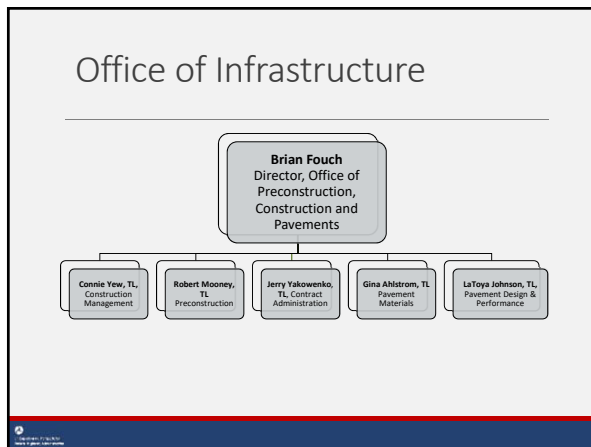 Office of Infrastructure
Brian Fouch
Director, Office of
Preconstruction,
Construction and
Pavements
Connie Yew, TL,
Construction
Management
Robert Mooney,
TL
Preconstruction
Jerry Yakowenko,
TL, Contract
Administration
Gina Ahlstrom, TL
Pavement
Materials
LaToya Johnson, TL,
Pavement Design &
Performance